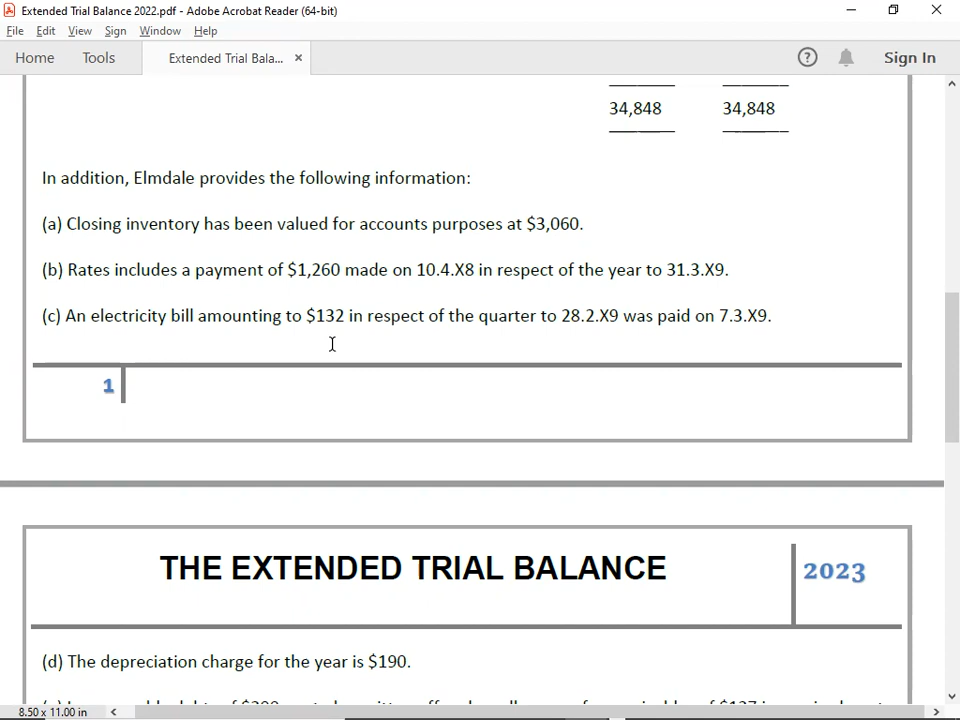 Extended Trial Balance 2022.pdf - Adobe Acrobat Reader (64-bit)
File Edit View Sign Window Help
Home Tools Extended Trial Bala... × ? Sign In
34,848 34,848
In addition, Elmdale provides the following information:
(a) Closing inventory has been valued for accounts purposes at $3,060.
(b) Rates includes a payment of $1,260 made on 10.4.X8 in respect of the year to 31.3.X9.
(c) An electricity bill amounting to $132 in respect of the quarter to 28.2.X9 was paid on 7.3.X9.
1
THE EXTENDED TRIAL BALANCE 2023
(d) The depreciation charge for the year is $190.
8.50 x 11.00 in